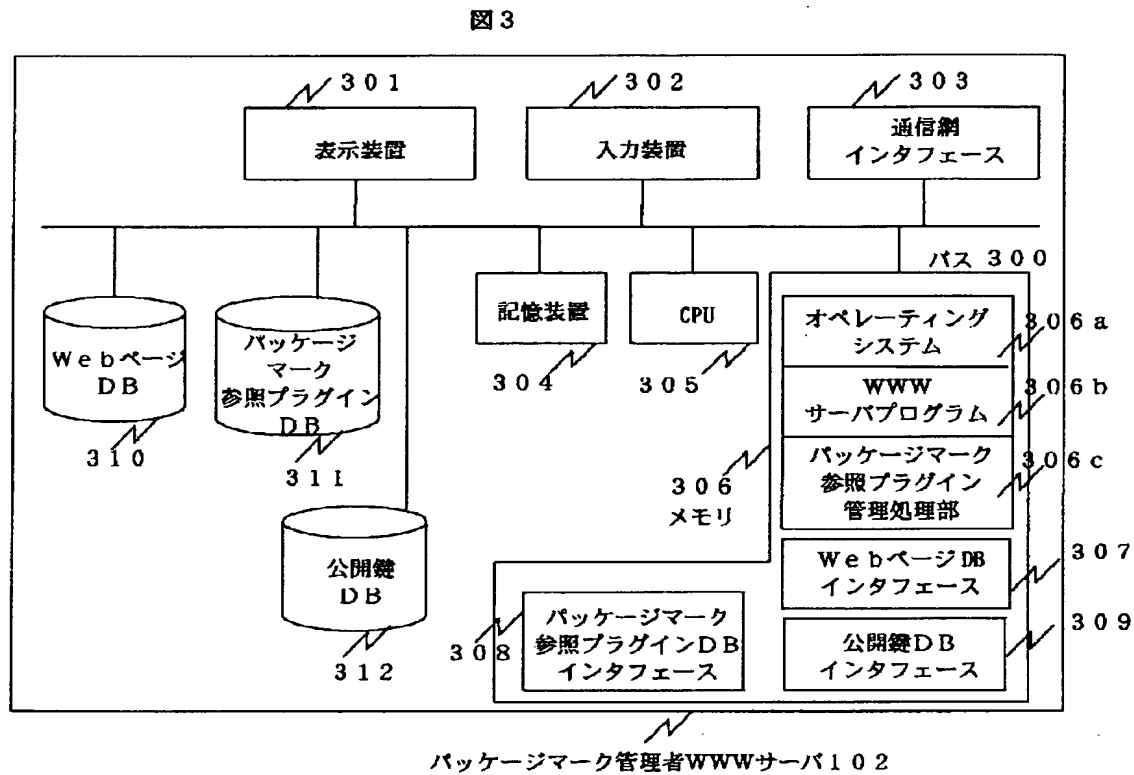 図3
301
302
303
表示装置
入力装置
通信網
インタフェース
バス 300
Webページ
DB
310
パッケージ
マーク
参照プラグイン
DB
311
公開鍵
DB
312
記憶装置
304
CPU
305
306
メモリ
オペレーティング
システム
306a
WWW
サーバプログラム
306b
パッケージマーク
参照プラグイン
管理処理部
306c
WebページDB
インタフェース
307
パッケージマーク
参照プラグインDB
インタフェース
308
公開鍵DB
インタフェース
309
パッケージマーク管理者WWWサーバ102